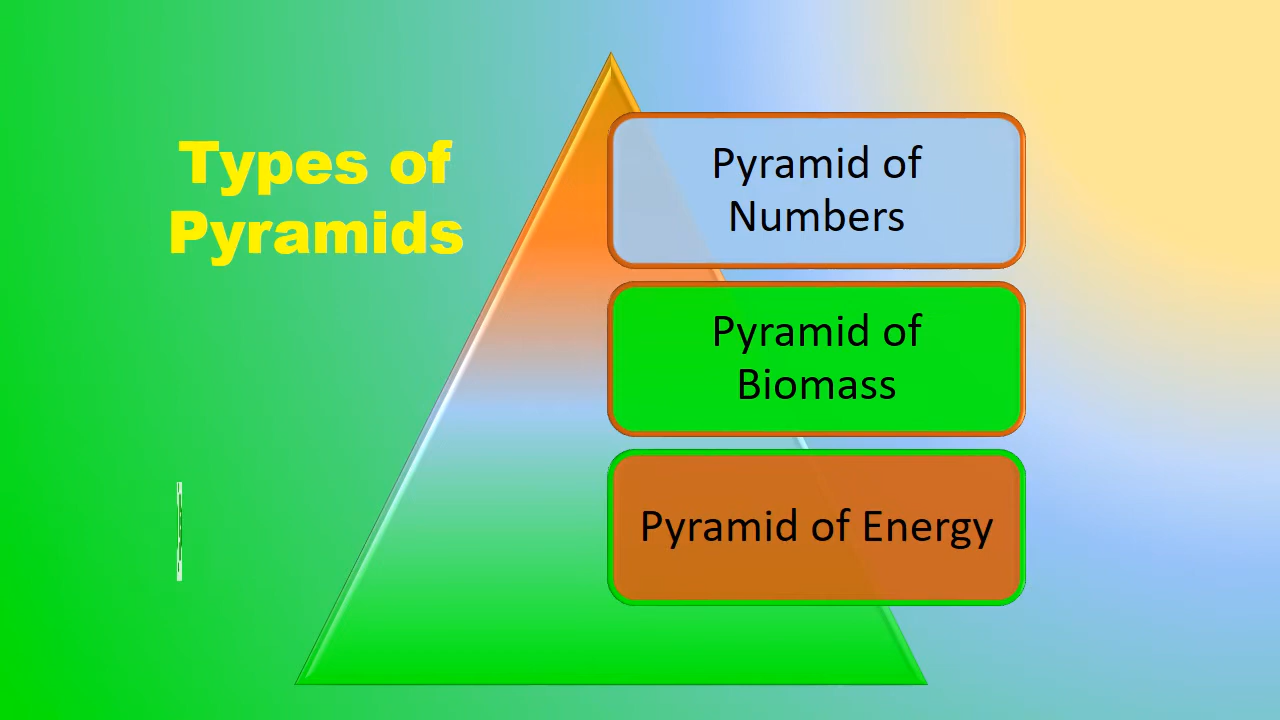 Types of
Pyramids
Pyramid of
Numbers
Pyramid of
Biomass
Pyramid of Energy